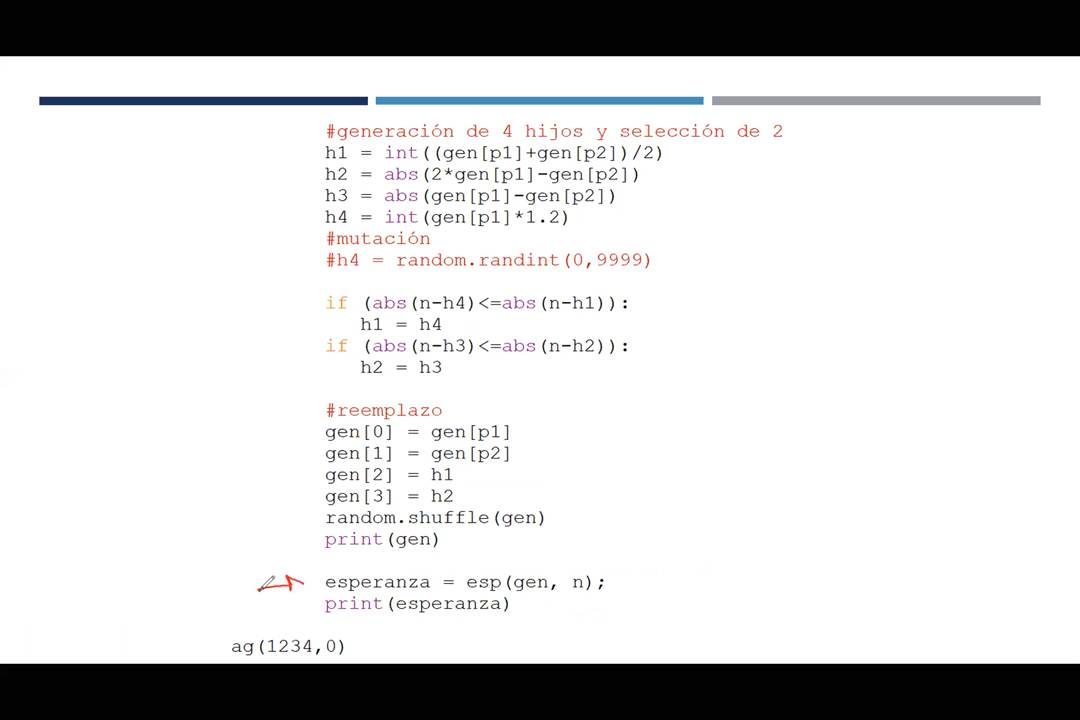 #generación de 4 hijos y selección de 2
h1 = int((gen[p1]+gen[p2])/2)
h2 = abs(2*gen[p1]-gen[p2])
h3 = abs(gen[p1]-gen[p2])
h4 = int(gen[p1]*1.2)
#mutación
#h4 = random.randint(0,9999)
if (abs(n-h4)<=abs(n-h1)):
h1 = h4
if (abs(n-h3)<=abs(n-h2)):
h2 = h3
#reemplazo
gen[0] = gen[p1]
gen[1] = gen[p2]
gen[2] = h1
gen[3] = h2
random.shuffle(gen)
print(gen)
esperanza = esp(gen, n);
print(esperanza)
ag(1234,0)